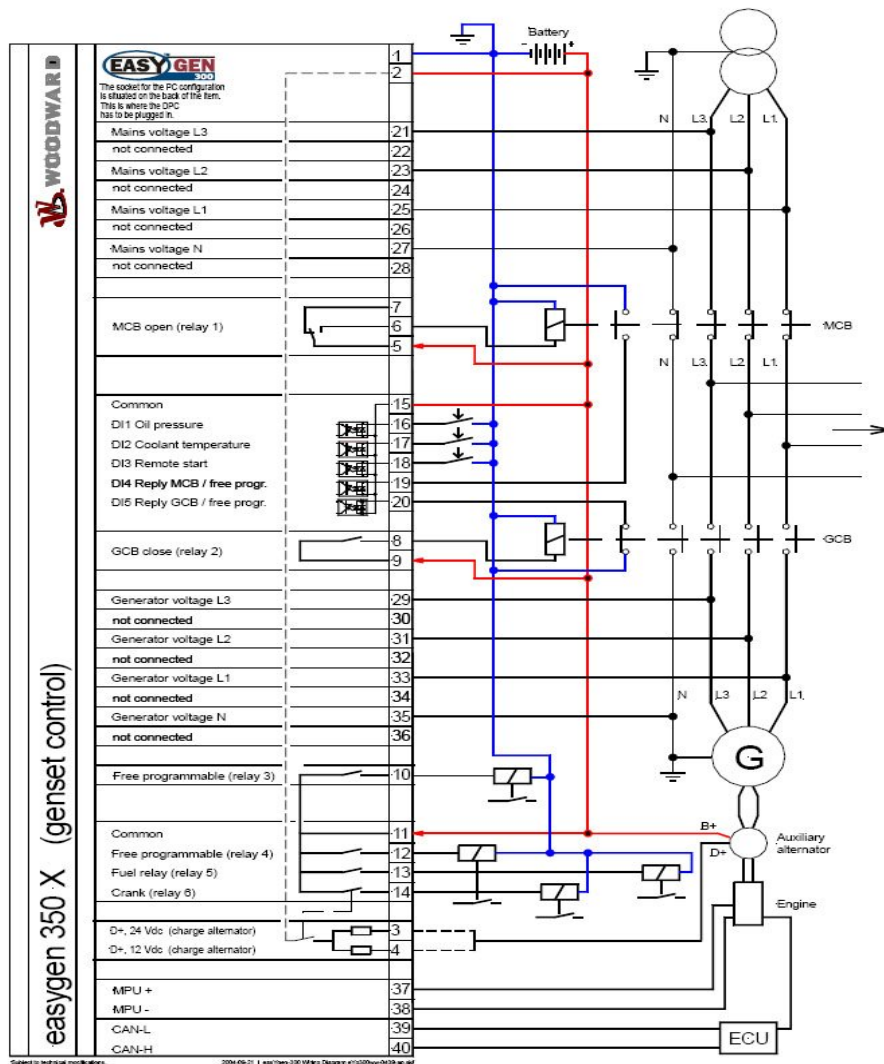 WOODWARD
easygen 350 X (genset control)
EASY GEN
300
The socket for the PC configuration
is situated on the back of the item.
This is where the DPC
has to be plugged in.
1
2
Mains voltage L3 21
not connected 22
Mains voltage L2 23
not connected 24
Mains voltage L1 25
not connected 26
Mains voltage N 27
not connected 28
7
MCB open (relay 1) 6
5
Common 15
DI1 Oil pressure 16
DI2 Coolant temperature 17
DI3 Remote start 18
DI4 Reply MCB / free progr. 19
DI5 Reply GCB / free progr. 20
8
GCB close (relay 2)
9
Generator voltage L3 29
not connected 30
Generator voltage L2 31
not connected 32
Generator voltage L1 33
not connected 34
Generator voltage N 35
not connected 36
Free programmable (relay 3) 10
Common 11
Free programmable (relay 4) 12
Fuel relay (relay 5) 13
Crank (relay 6) 14
D+, 24 Vdc (charge alternator) 3
D+, 12 Vdc (charge alternator) 4
MPU + 37
MPU - 38
CAN-L 39
CAN-H 40
Subject to technical modifications
Battery
- +
N L3. L2 L1.
MCB
N L3. L2 L1.
GCB
N L3 L2 L1.
G
B+
D+
Auxiliary
alternator
Engine
ECU